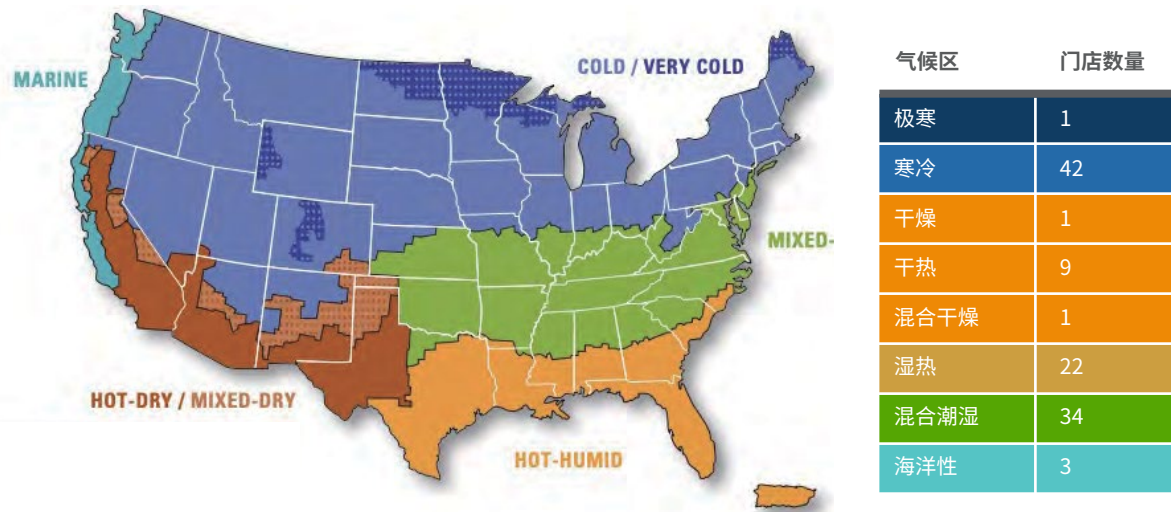 MARINE
COLD / VERY COLD
MIXED-
HOT-DRY / MIXED-DRY
HOT-HUMID
气候区 门店数量
极寒 1
寒冷 42
干燥 1
干热 9
混合干燥 1
湿热 22
混合潮湿 34
海洋性 3